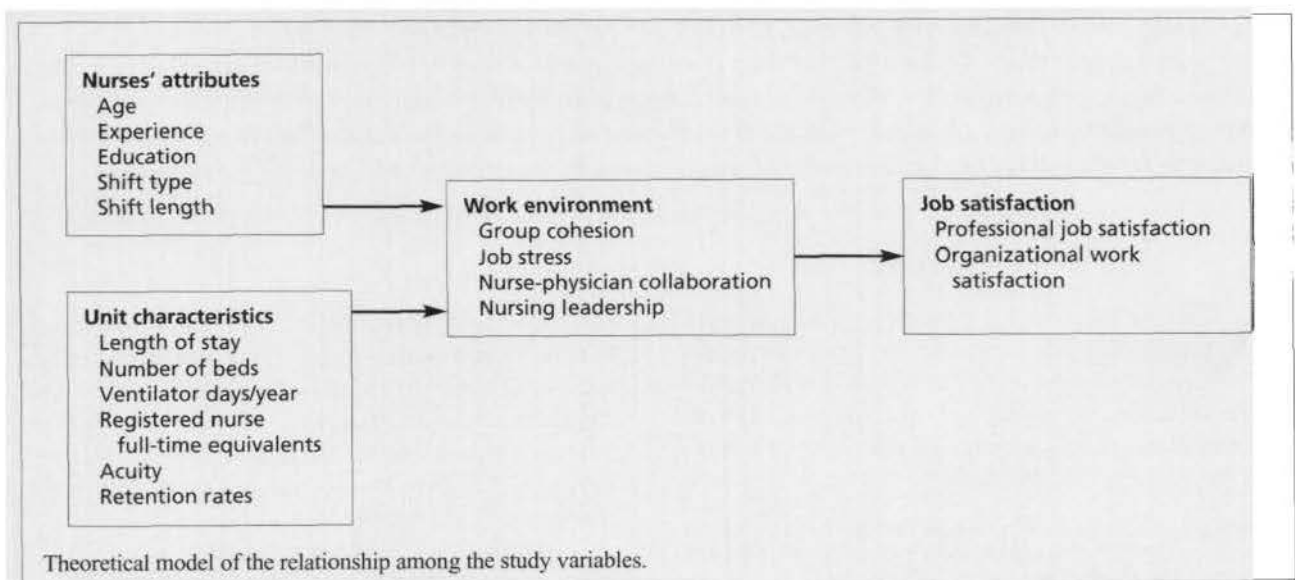 Nurses' attributes
Age
Experience
Education
Shift type
Shift length
Unit characteristics
Length of stay
Number of beds
Ventilator days/year
Registered nurse
full-time equivalents
Acuity
Retention rates
Work environment
Group cohesion
Job stress
Nurse-physician collaboration
Nursing leadership
Job satisfaction
Professional job satisfaction
Organizational work
satisfaction
Theoretical model of the relationship among the study variables.